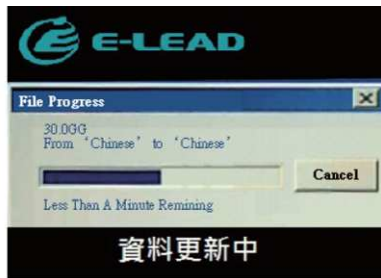 E-LEAD
File Progress
30.0GG
From ‘Chinese’ to ‘Chinese’
Cancel
Less Than A Minute Remining
資料更新中